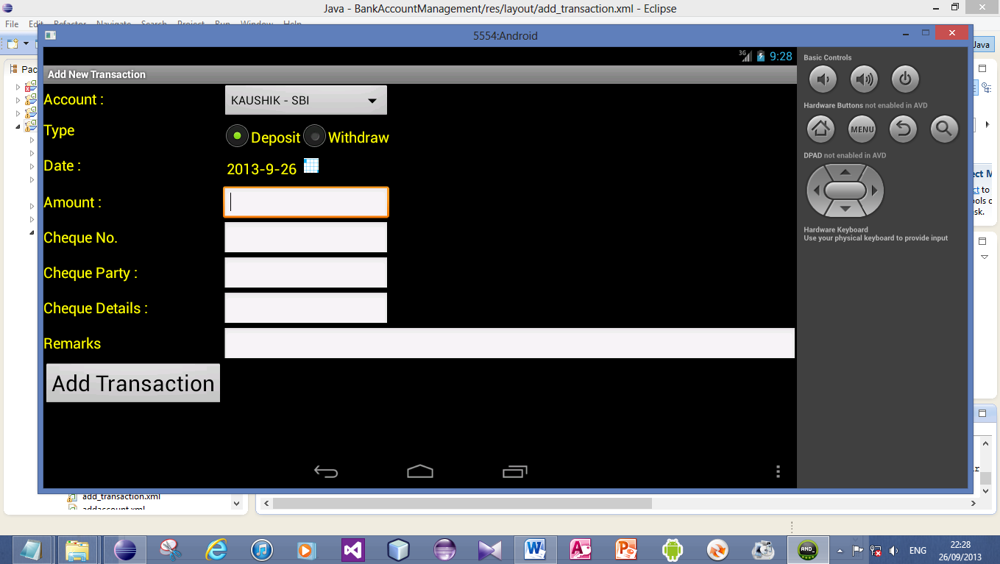 Java - BankAccountManagement/res/layout/add_transaction.xml - Eclipse
File Edit Refactor Navigate Search Project Run Window Help
5554:Android
Java
Pac
9:28
3G
Add New Transaction
Account :
KAUSHIK - SBI
Type
Deposit Withdraw
Date :
2013-9-26
Amount :
Cheque No.
Cheque Party :
Cheque Details :
Remarks
Add Transaction
Basic Controls
Hardware Buttons not enabled in AVD
MENU
DPAD not enabled in AVD
Hardware Keyboard
Use your physical keyboard to provide input
ect M
ct to
ols o
sk.
add_transaction.xml
addaccount.xml
ENG
22:28
26/09/2013